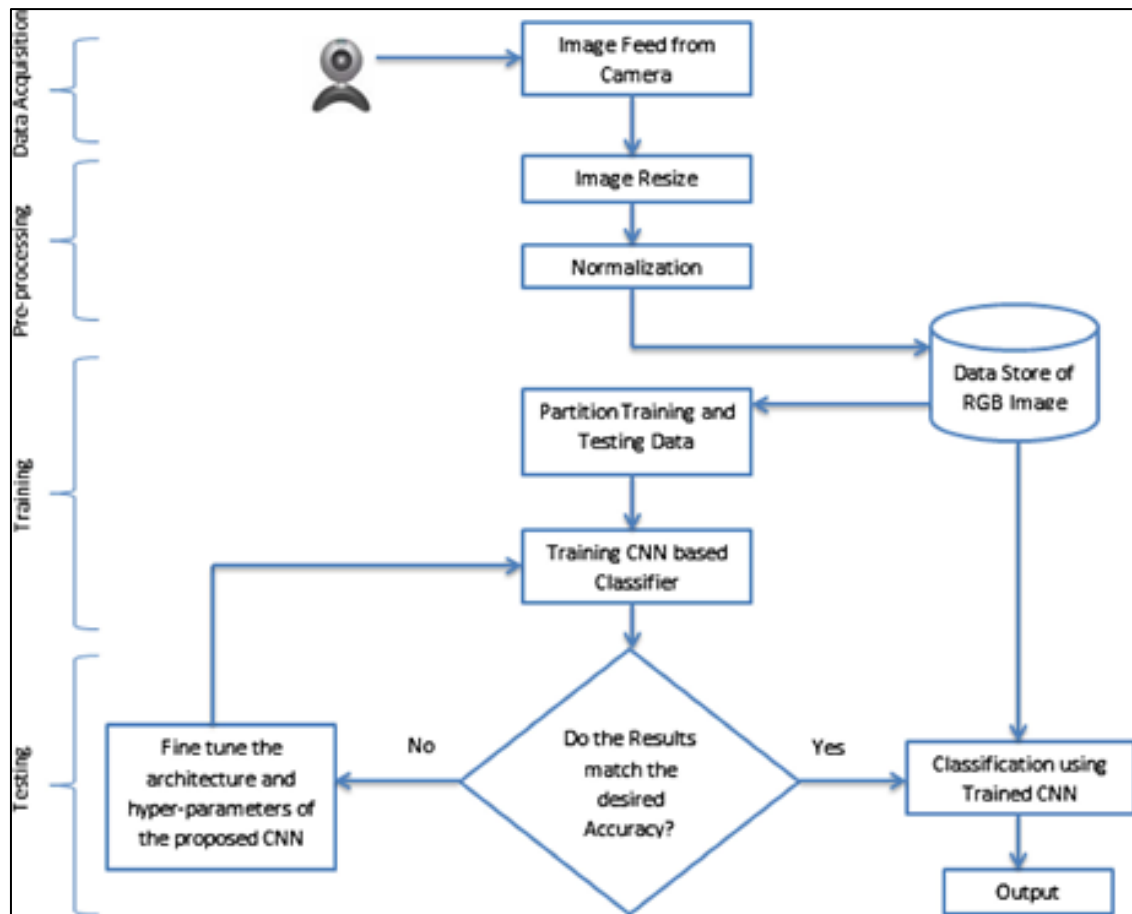 Data Acquisition
Image Feed from
Camera
Pre-processing
Image Resize
Normalization
Data Store of
RGB Image
Training
Partition Training and
Testing Data
Training CNN based
Classifier
Testing
Fine tune the
architecture and
hyper-parameters of
the proposed CNN
No
Do the Results
match the
desired
Accuracy?
Yes
Classification using
Trained CNN
Output